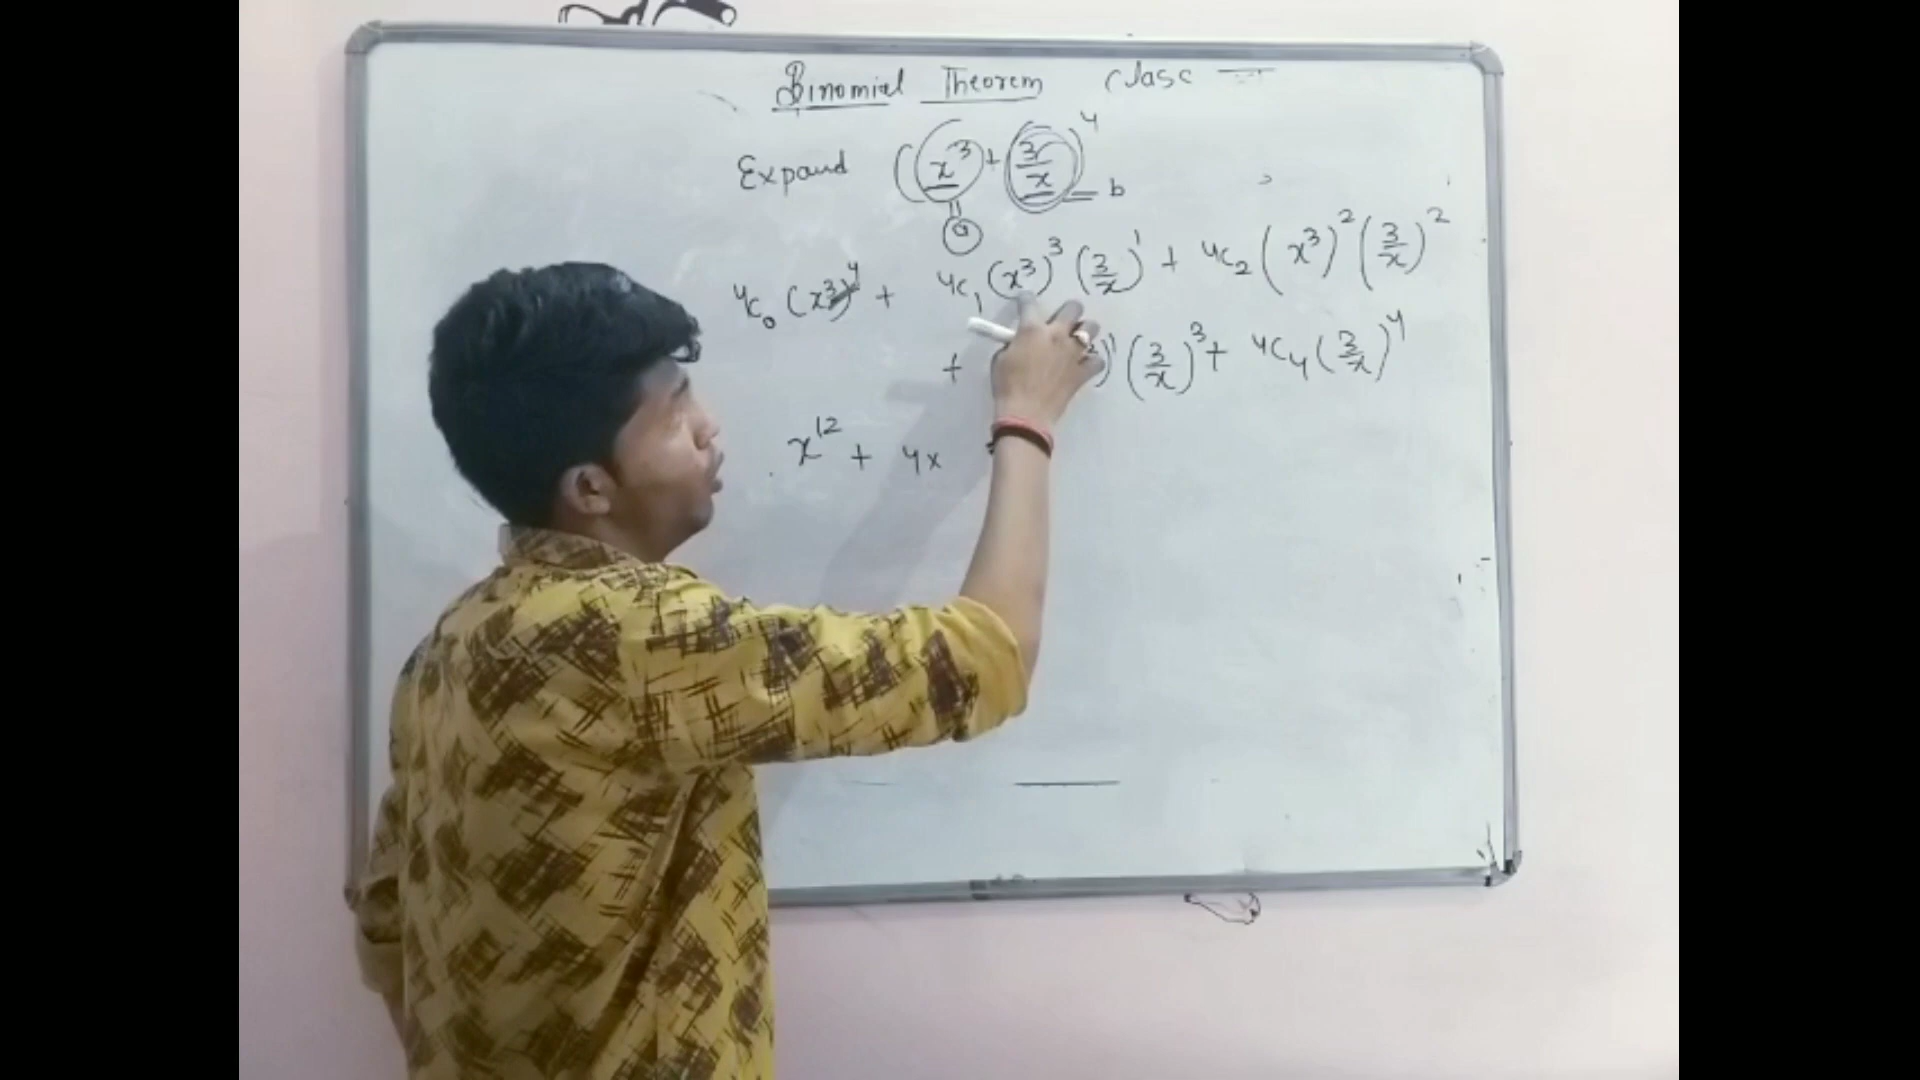 Binomial Theorem Class
Expand (x³ + 3/x)⁴
b
a
4C₀ (x³)⁴ + 4C₁ (x³)³ (3/x)¹ + 4C₂ (x³)² (3/x)²
+ )¹ (3/x)³ + 4C₄ (3/x)⁴
x¹² + 4x